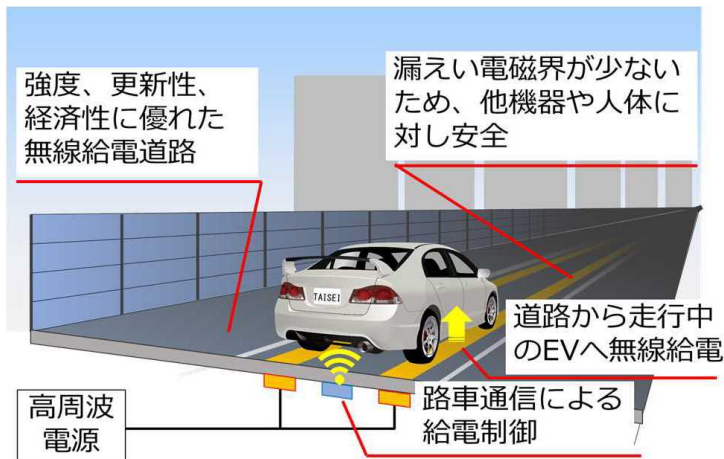 強度、更新性、
経済性に優れた
無線給電道路
漏えい電磁界が少ない
ため、他機器や人体に
対し安全
TAISEI
道路から走行中
のEVへ無線給電
路車通信による
給電制御
高周波
電源